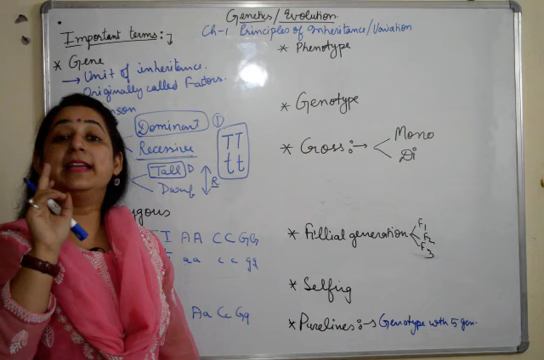 Genetics/Evolution
Ch-1 Principles of Inheritance/Variation
Important terms:
* Gene
→ Unit of inheritance.
Originally called Factors.
Dominant ①
Recessive
Tall D
Dwarf R
TT
tt
AA CC GG
aa cc gg
Aa Cc Gg
* Phenotype
* Genotype
* Cross: → Mono
Di
* Fillial generation F1
F2
F3
* Selfing
* Purelines: → Genotype with 5 gen.